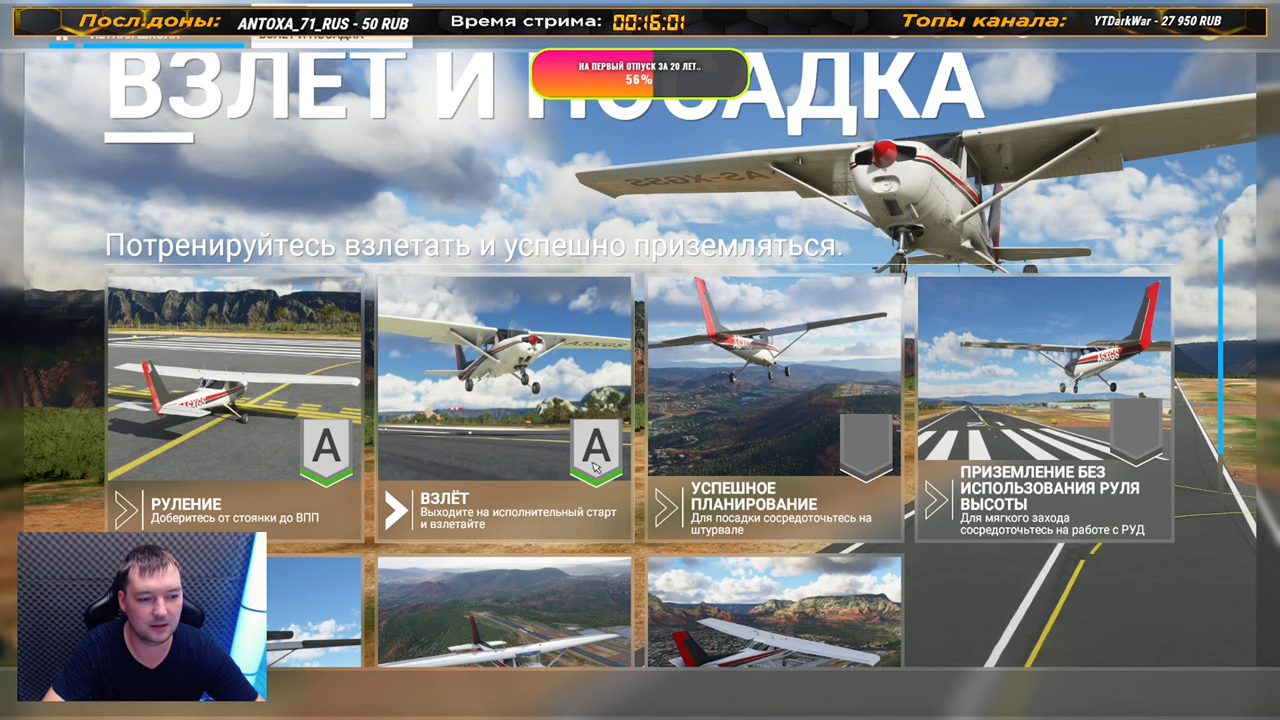 Посл.доны: ANTOXA_71_RUS - 50 RUB Время стрима: 00:16:01 Топы канала: YTDarkWar - 27 950 RUB
НА ПЕРВЫЙ ОТПУСК ЗА 20 ЛЕТ..
56%
ВЗЛЕТ И ПОСАДКА
Потренируйтесь взлетать и успешно приземляться.
A
A
РУЛЕНИЕ
Доберитесь от стоянки до ВПП
ВЗЛЁТ
Выходите на исполнительный старт
и взлетайте
УСПЕШНОЕ
ПЛАНИРОВАНИЕ
Для посадки сосредоточьтесь на
штурвале
ПРИЗЕМЛЕНИЕ БЕЗ
ИСПОЛЬЗОВАНИЯ РУЛЯ
ВЫСОТЫ
Для мягкого захода
сосредоточьтесь на работе с РУД
ASXGS